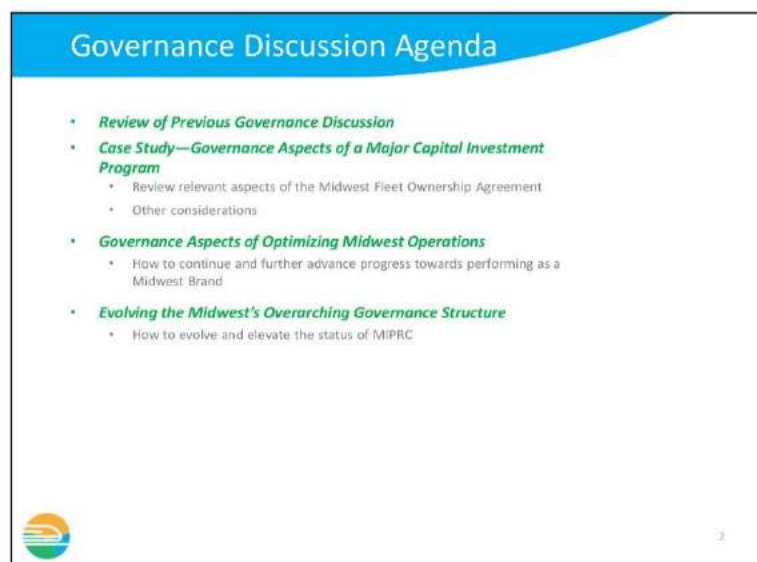 Governance Discussion Agenda
• Review of Previous Governance Discussion
• Case Study—Governance Aspects of a Major Capital Investment
Program
• Review relevant aspects of the Midwest Fleet Ownership Agreement
• Other considerations
• Governance Aspects of Optimizing Midwest Operations
• How to continue and further advance progress towards performing as a
Midwest Brand
• Evolving the Midwest's Overarching Governance Structure
• How to evolve and elevate the status of MIPRC
2